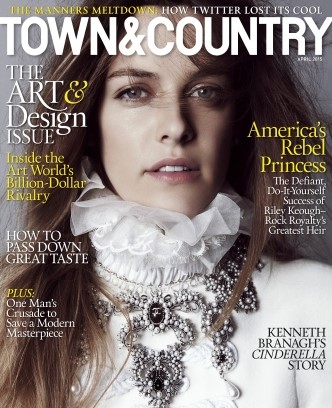 THE MANNERS MELTDOWN: HOW TWITTER LOST ITS COOL
TOWN&COUNTRY
APRIL 2015
THE
ART&
Design
ISSUE
Inside the
Art World's
Billion-Dollar
Rivalry
HOW TO
PASS DOWN
GREAT TASTE
PLUS:
One Man's
Crusade to
Save a Modern
Masterpiece
America's
Rebel
Princess
The Defiant,
Do-It-Yourself
Success of
Riley Keough–
Rock Royalty's
Greatest Heir
KENNETH
BRANAGH'S
CINDERELLA
STORY